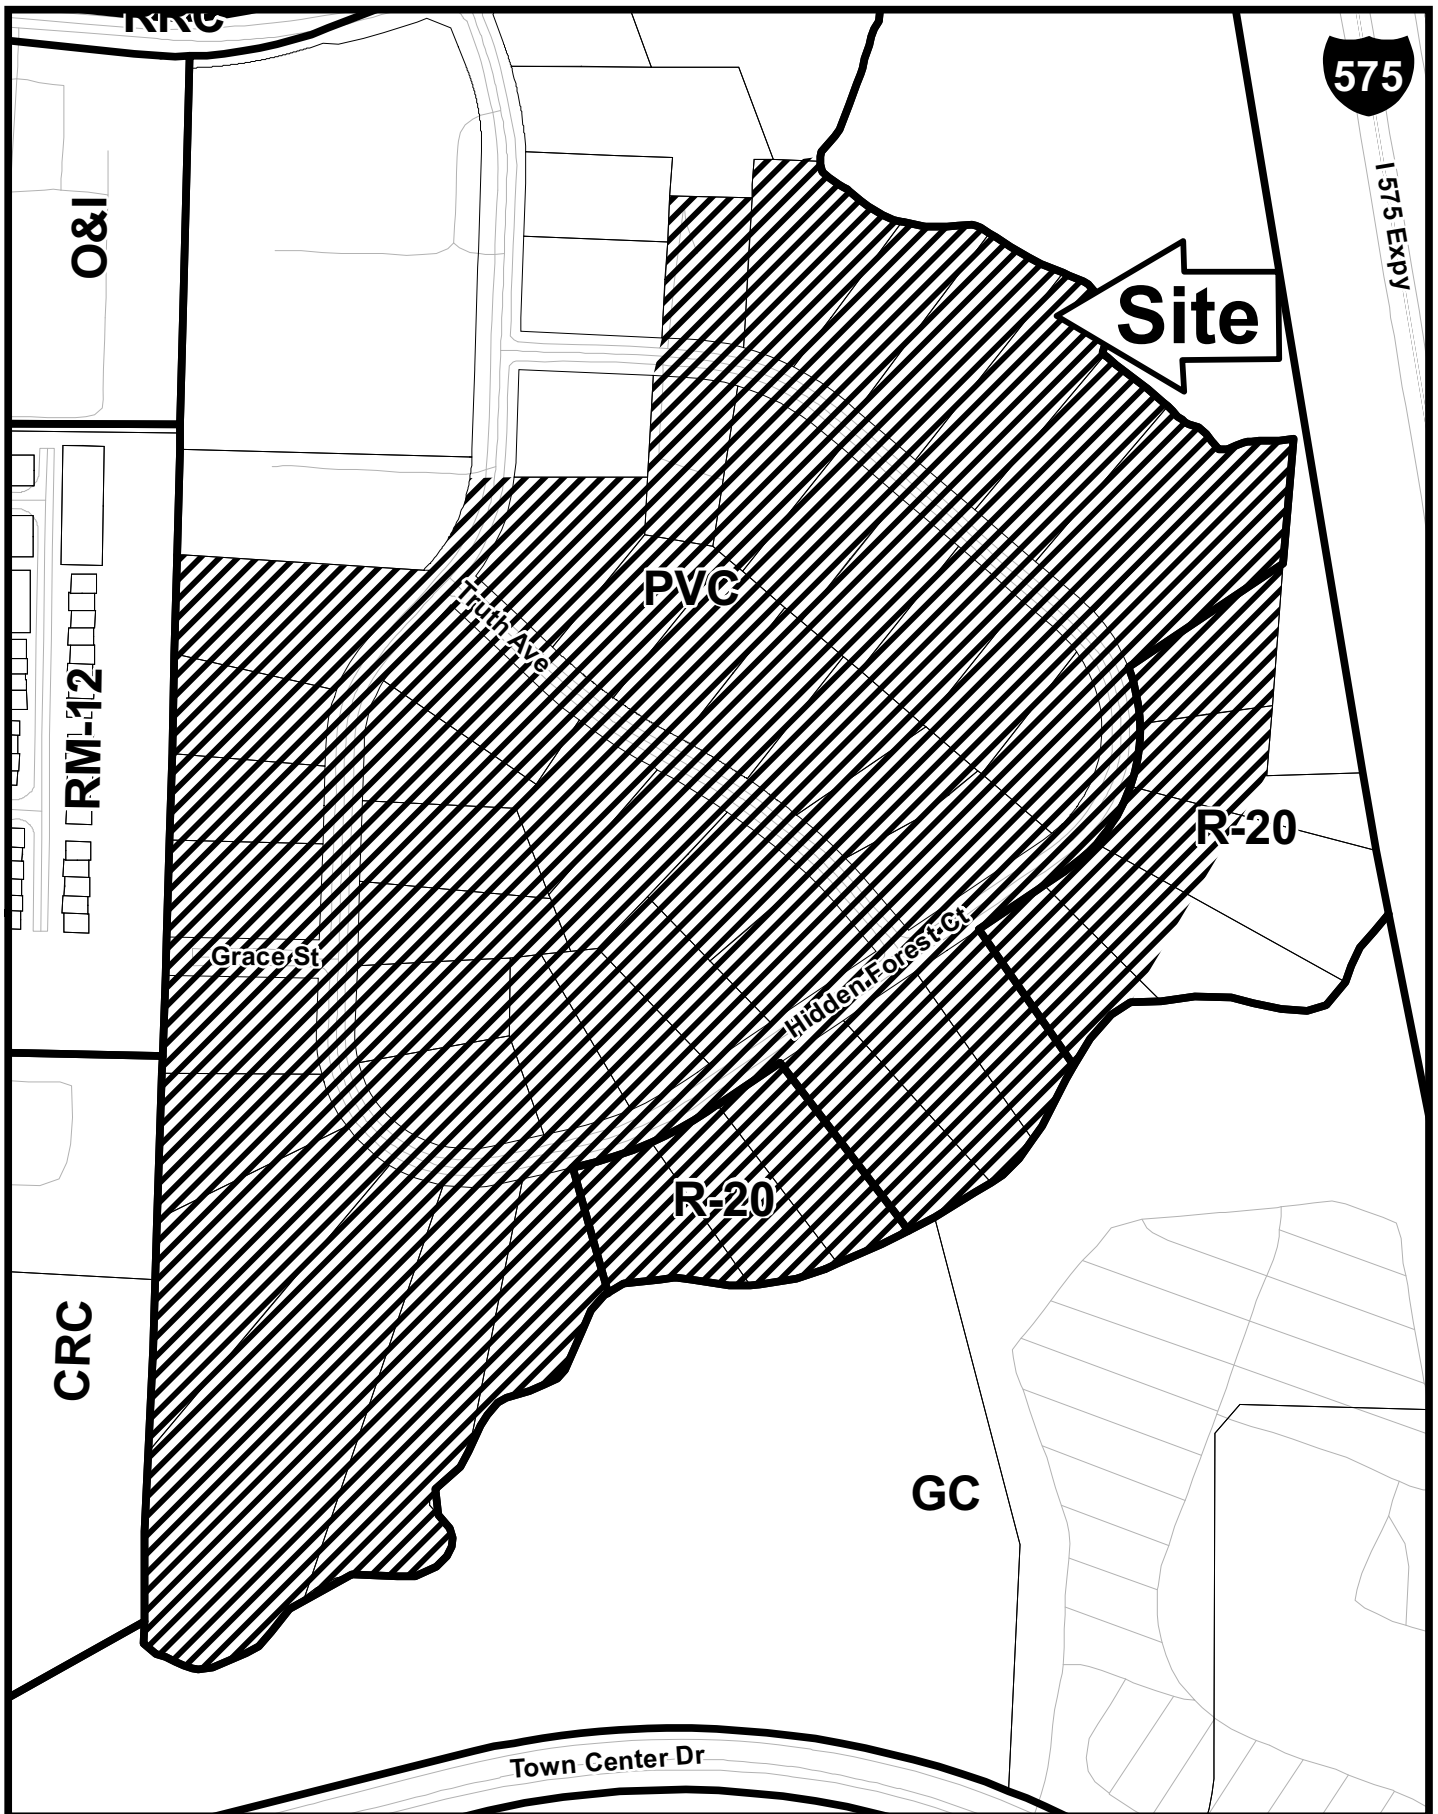 RRC
575
I 575 Expy
O&I
Site
PVC
Truth Ave
RM-12
R-20
Grace St
Hidden Forest Ct
R-20
CRC
GC
Town Center Dr